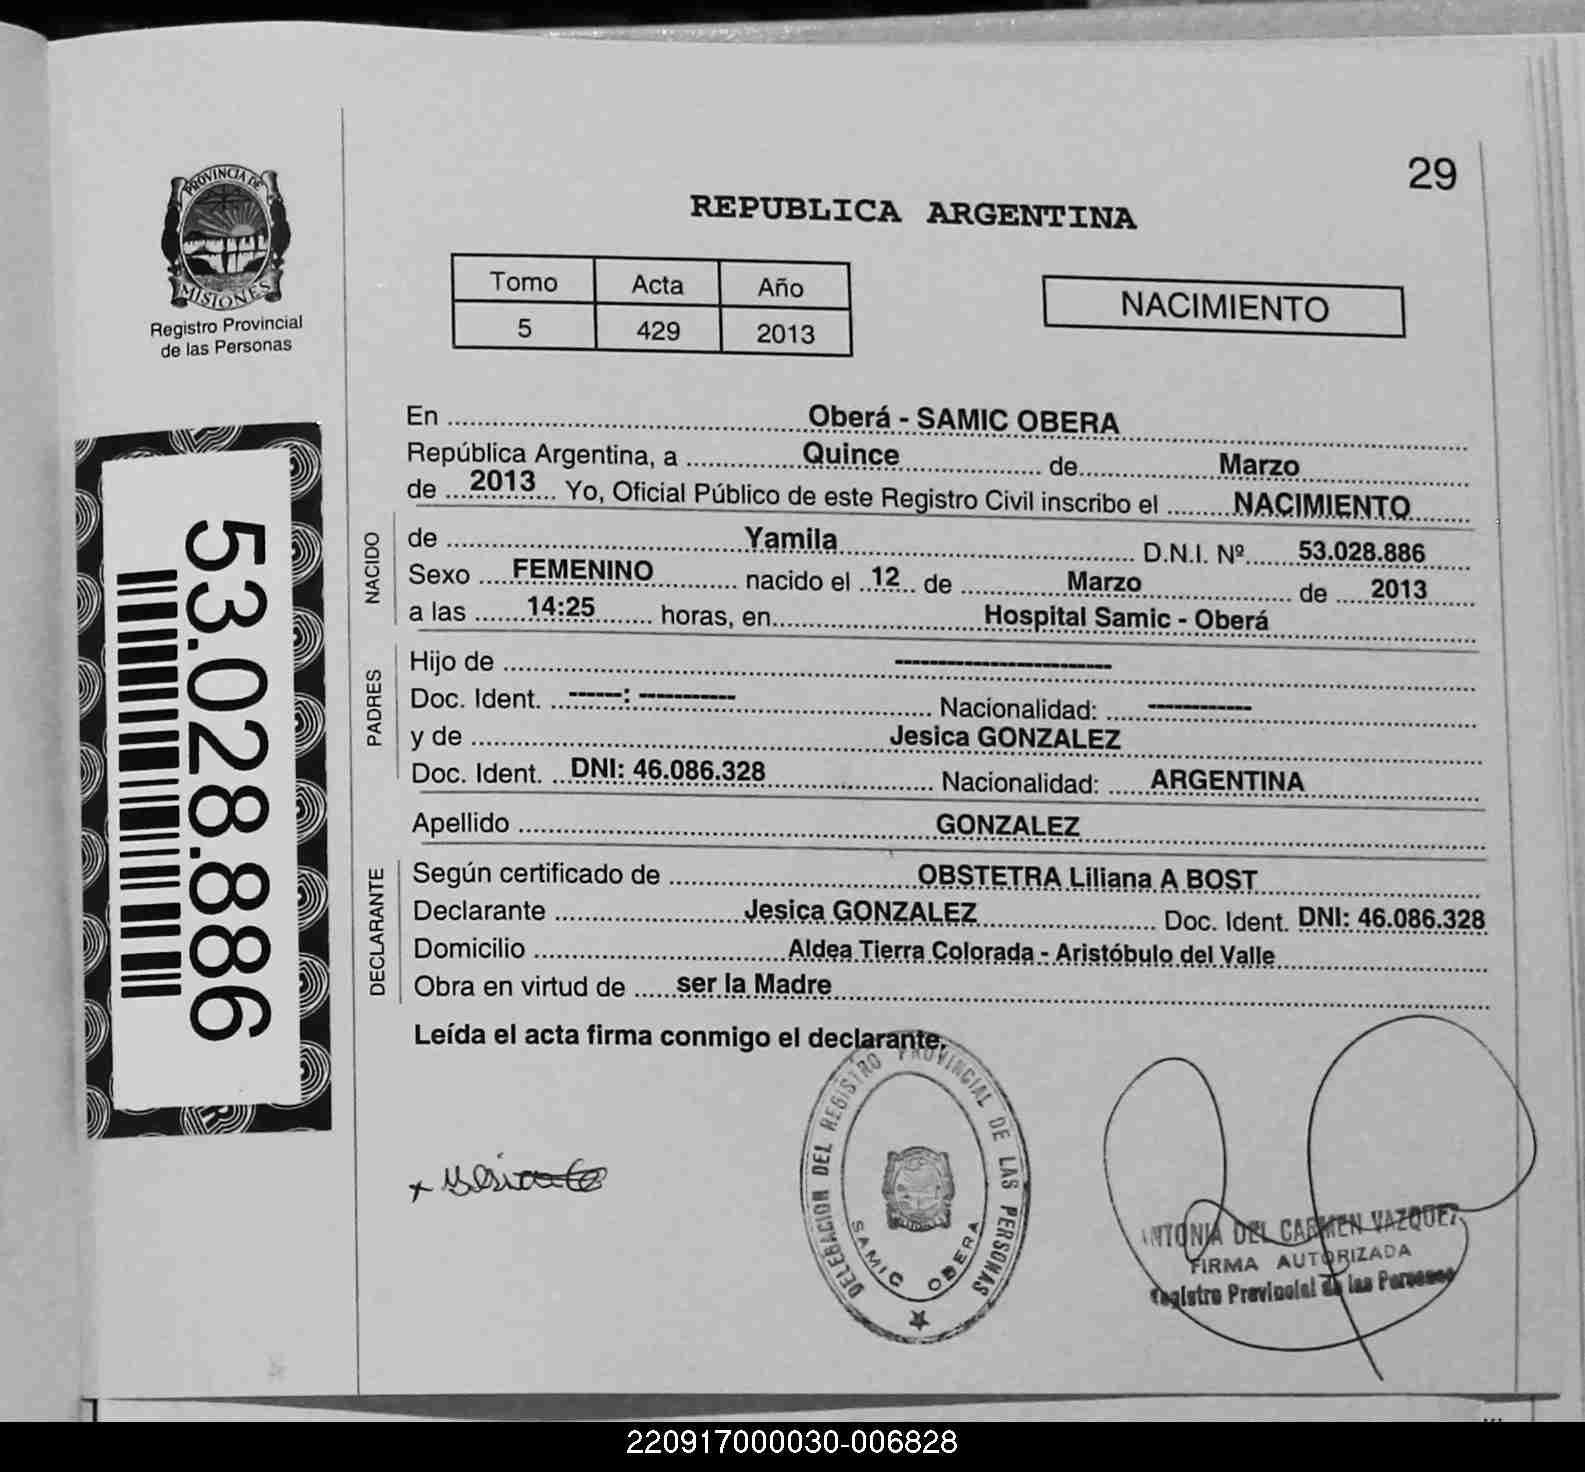 29
PROVINCIA DE
MISIONES
Registro Provincial
de las Personas
REPUBLICA ARGENTINA
Tomo Acta Año
5 429 2013
NACIMIENTO
53.028.886
En Oberá - SAMIC OBERA
República Argentina, a Quince de Marzo
de 2013 Yo, Oficial Público de este Registro Civil inscribo el NACIMIENTO
NACIDO
de Yamila D.N.I. Nº 53.028.886
Sexo FEMENINO nacido el 12 de Marzo de 2013
a las 14:25 horas, en Hospital Samic - Oberá
PADRES
Hijo de -------------------------
Doc. Ident. ------: ----------- Nacionalidad: ------------
y de Jesica GONZALEZ
Doc. Ident. DNI: 46.086.328 Nacionalidad: ARGENTINA
Apellido GONZALEZ
DECLARANTE
Según certificado de OBSTETRA Liliana A BOST
Declarante Jesica GONZALEZ Doc. Ident. DNI: 46.086.328
Domicilio Aldea Tierra Colorada - Aristóbulo del Valle
Obra en virtud de ser la Madre
Leída el acta firma conmigo el declarante,
DELEGACION DEL REGISTRO PROVINCIAL DE LAS PERSONAS
SAMIC OBERA
ANTONIA DEL CARMEN VAZQUEZ
FIRMA AUTORIZADA
Registro Provincial de las Personas
220917000030-006828